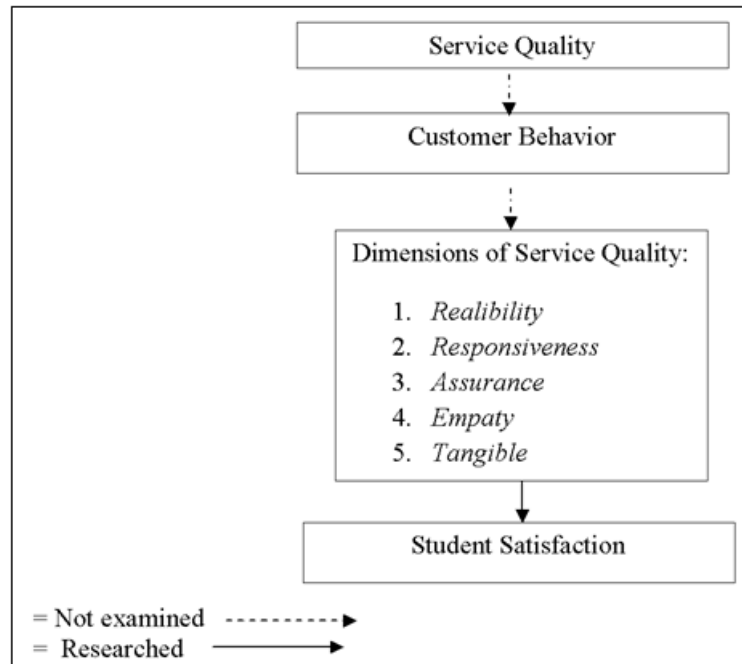 Service Quality
Customer Behavior
Dimensions of Service Quality:
1. Realibility
2. Responsiveness
3. Assurance
4. Empaty
5. Tangible
Student Satisfaction
= Not examined
= Researched